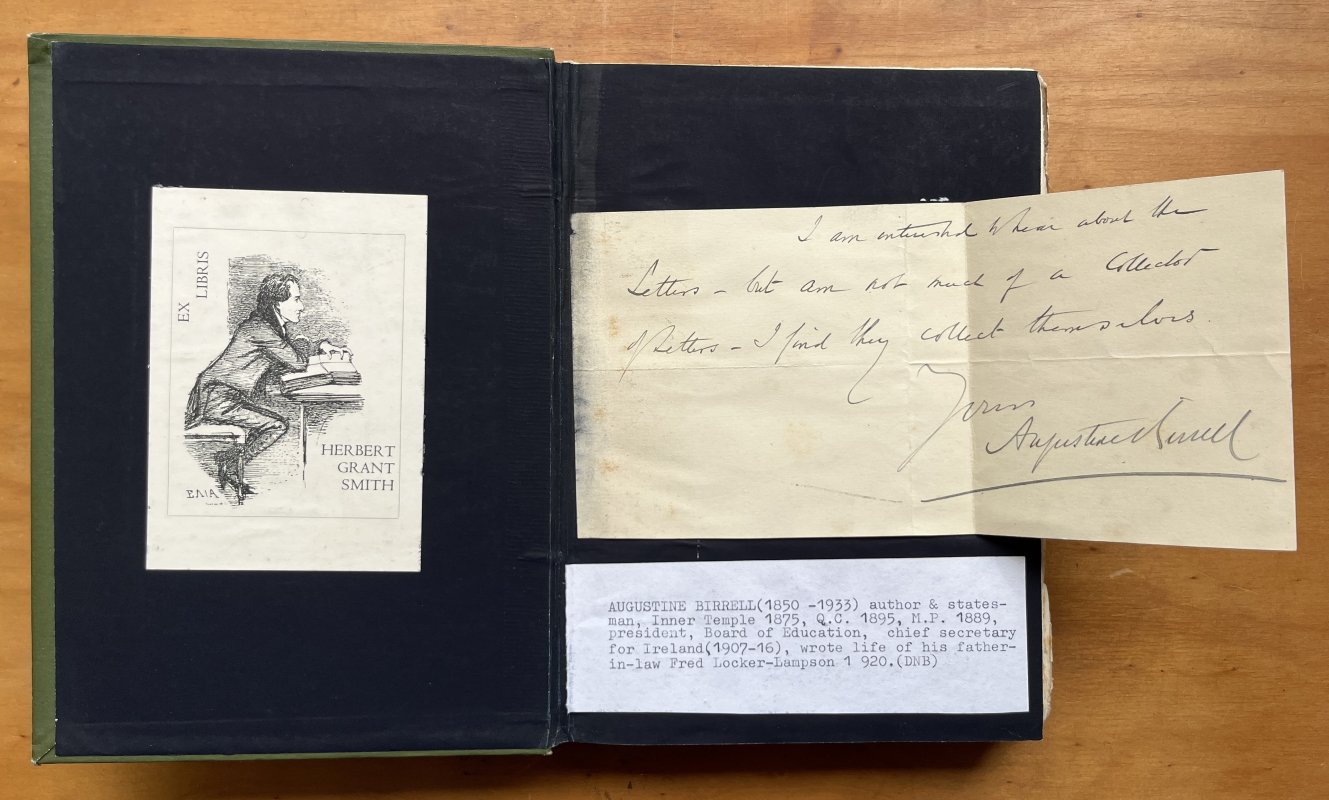 EX
LIBRIS
HERBERT
GRANT
SMITH
I am interested to hear about the
Letters – but am not much of a Collector
of Letters – I find they collect themselves.
Yours
Augustine Birrell
AUGUSTINE BIRRELL(1850 -1933) author & states-
man, Inner Temple 1875, Q.C. 1895, M.P. 1889,
president, Board of Education, chief secretary
for Ireland(1907-16), wrote life of his father-
in-law Fred Locker-Lampson 1 920.(DNB)